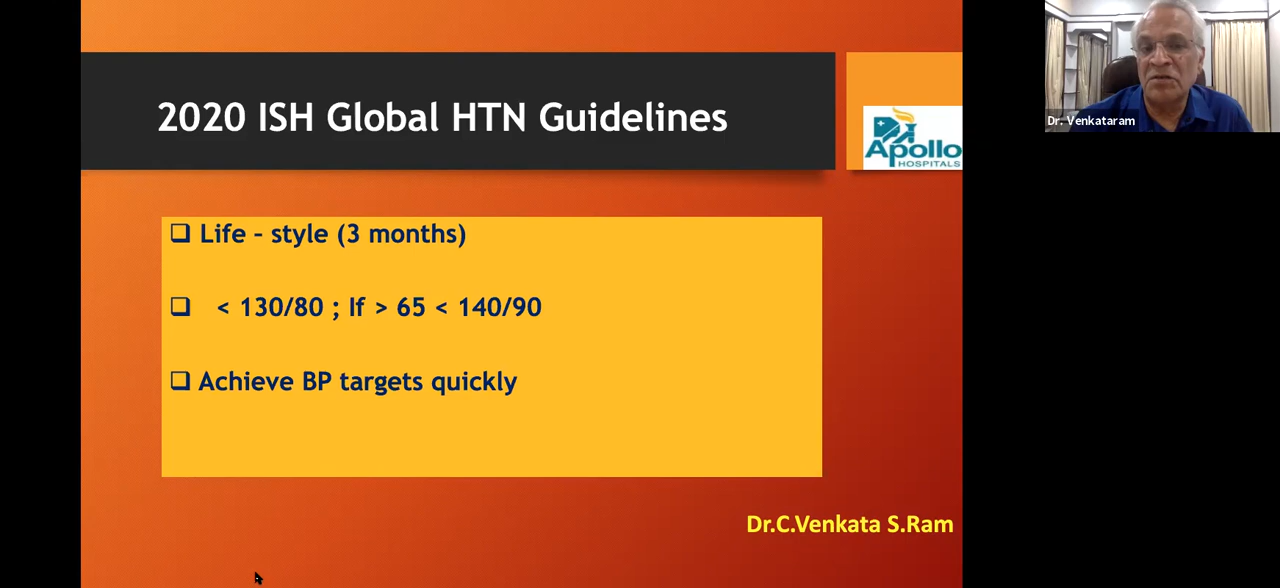 2020 ISH Global HTN Guidelines
Apollo
HOSPITALS
Dr. Venkataram
Life – style (3 months)
< 130/80 ; If > 65 < 140/90
Achieve BP targets quickly
Dr.C.Venkata S.Ram